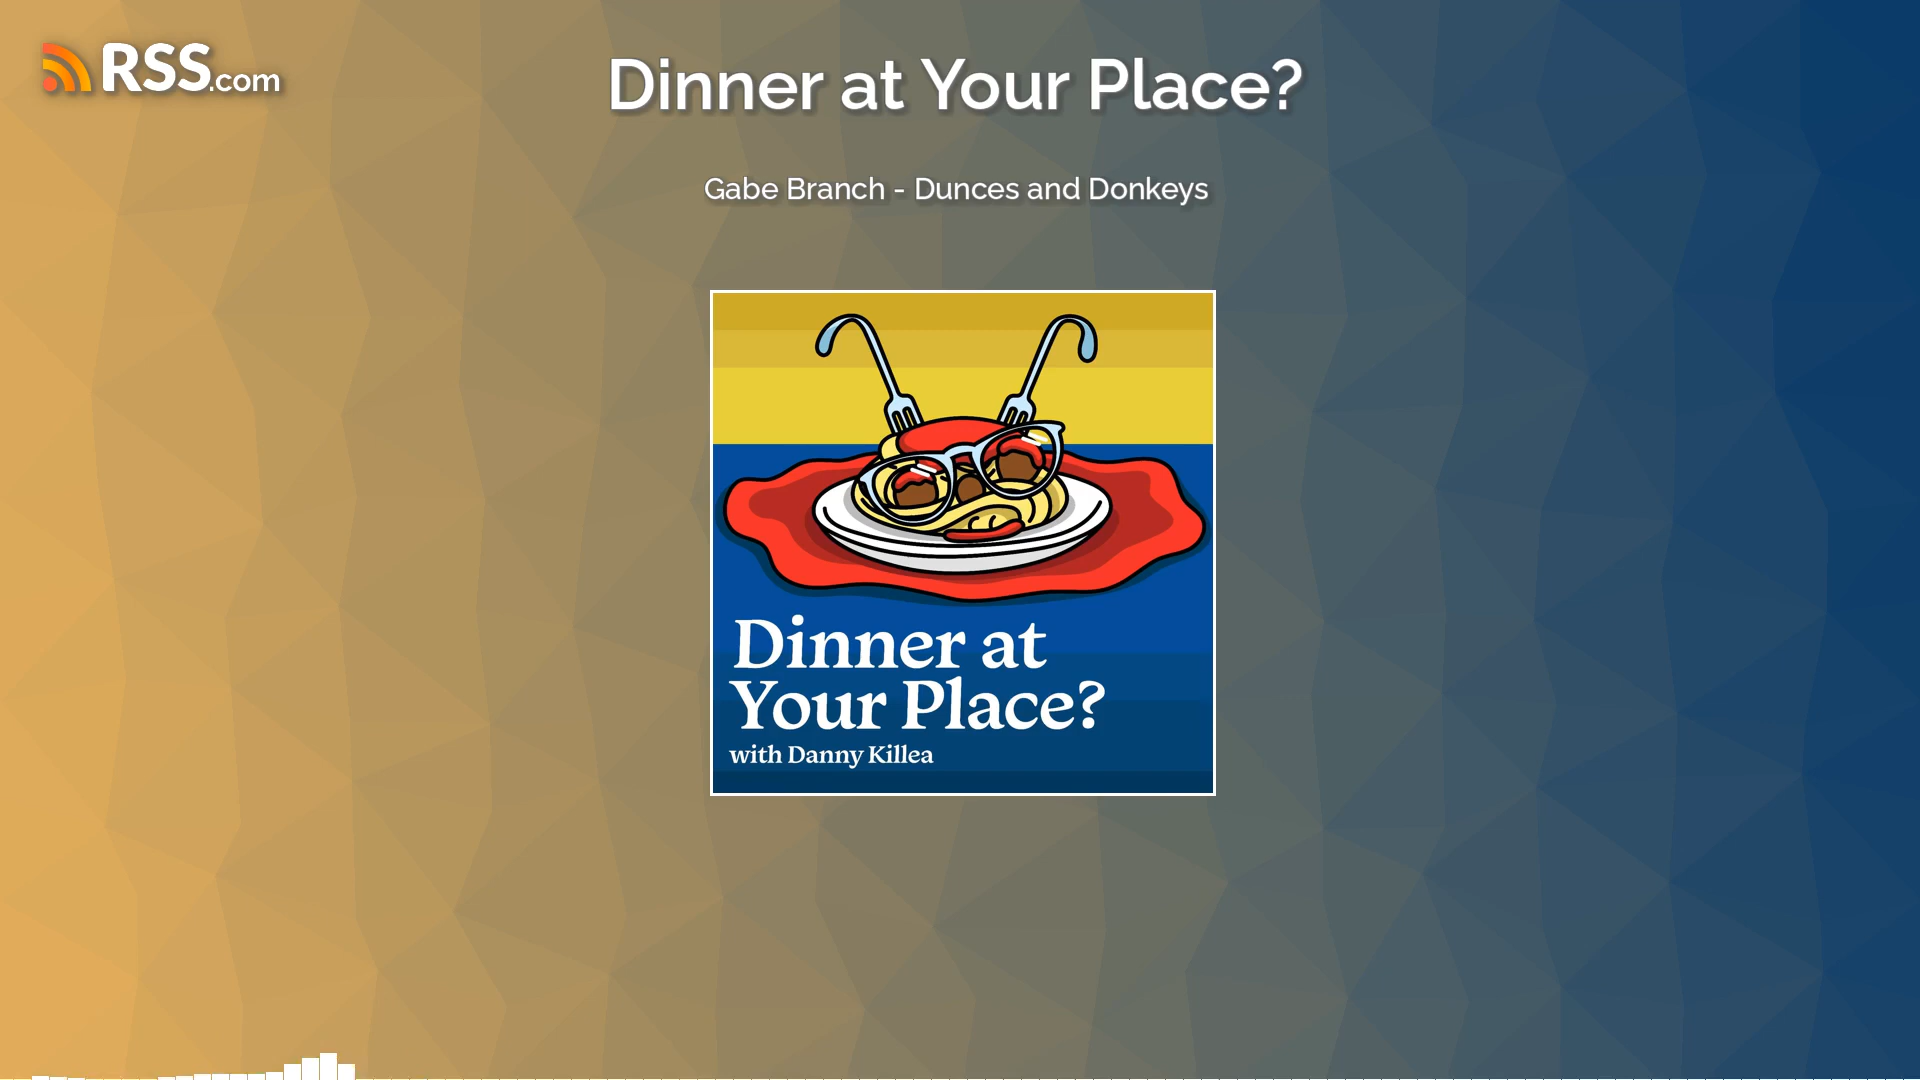 RSS.com
Dinner at Your Place?
Gabe Branch - Dunces and Donkeys
Dinner at
Your Place?
with Danny Killea